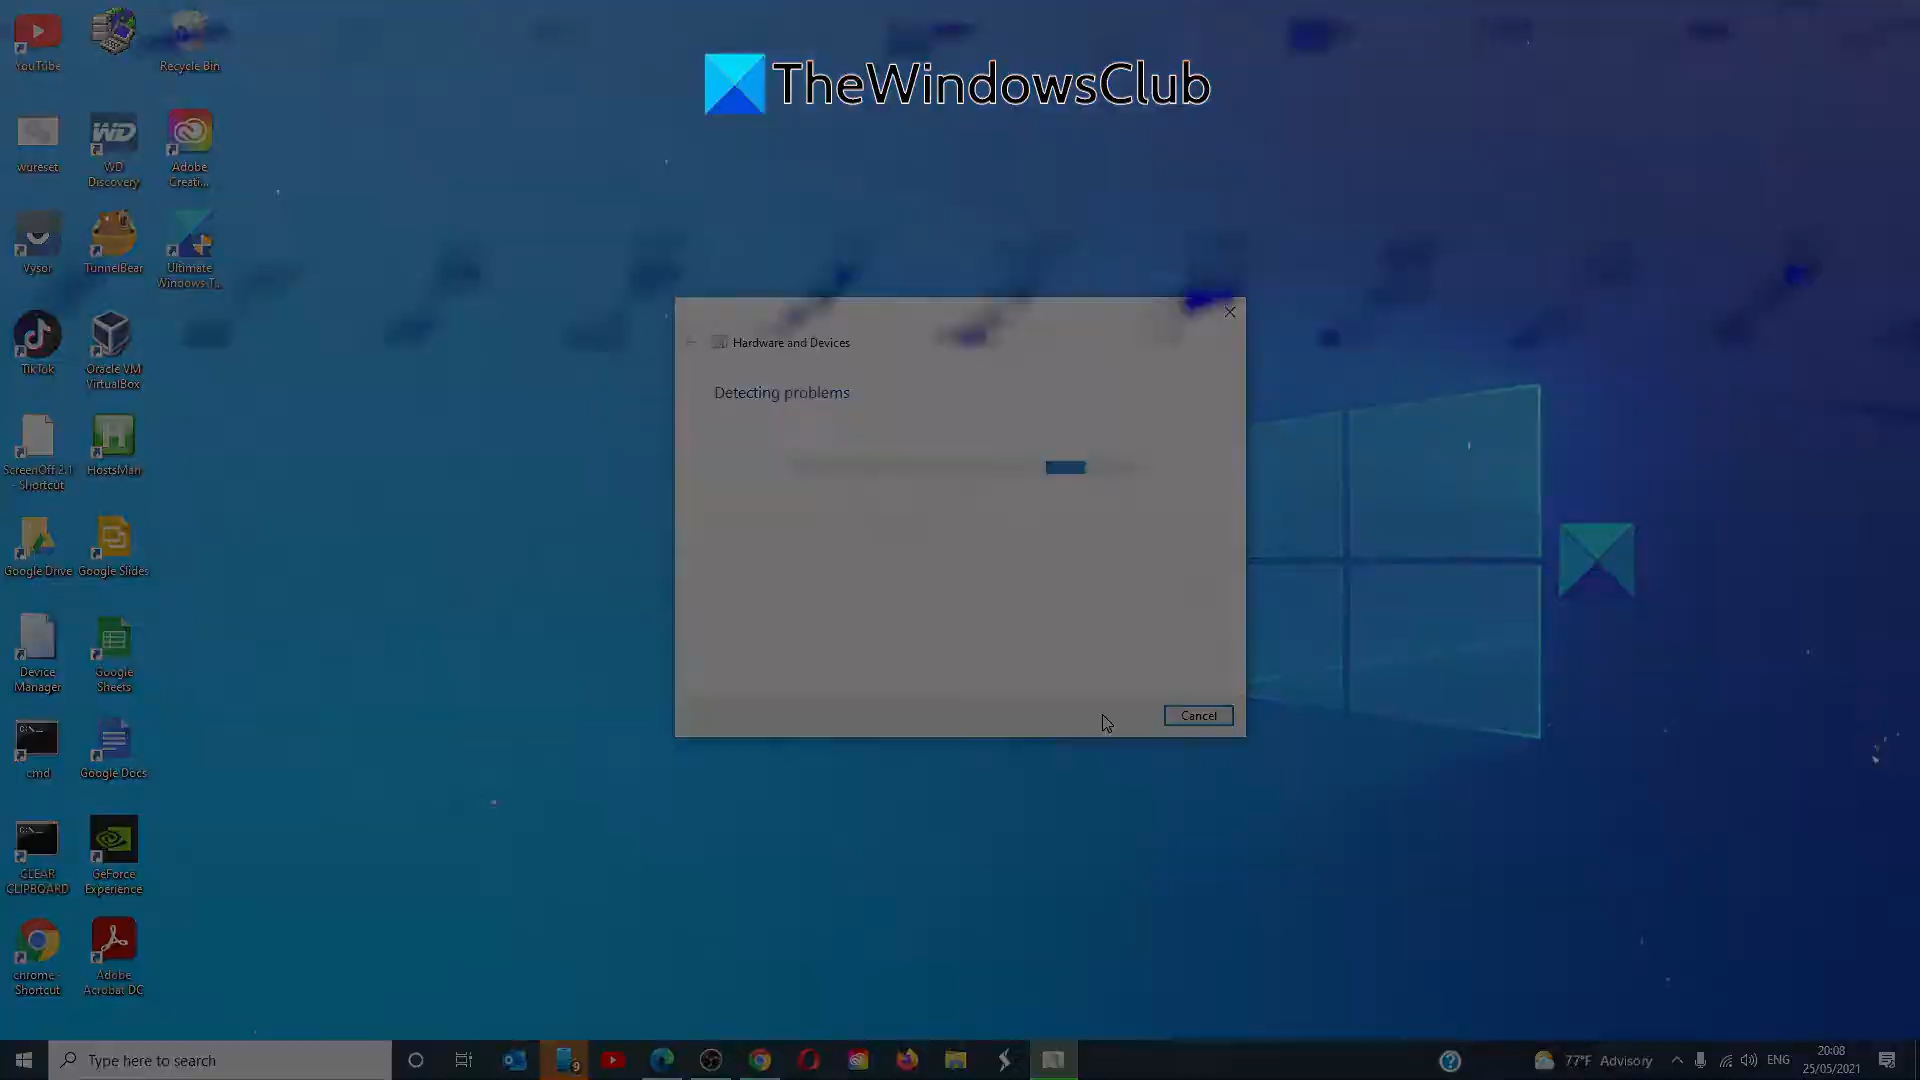 TheWindowsClub
YouTube
Recycle Bin
wureset
WD
Discovery
Adobe
Creati...
Vysor
TunnelBear
Ultimate
Windows T...
TikTok
Oracle VM
VirtualBox
ScreenOff 2.1
- Shortcut
HostsMan
Google Drive
Google Slides
Device
Manager
Google
Sheets
cmd
Google Docs
CLEAR
CLIPBOARD
GeForce
Experience
chrome -
Shortcut
Adobe
Acrobat DC
Hardware and Devices
Detecting problems
Cancel
Type here to search
9
77°F Advisory
ENG
20:08
25/05/2021